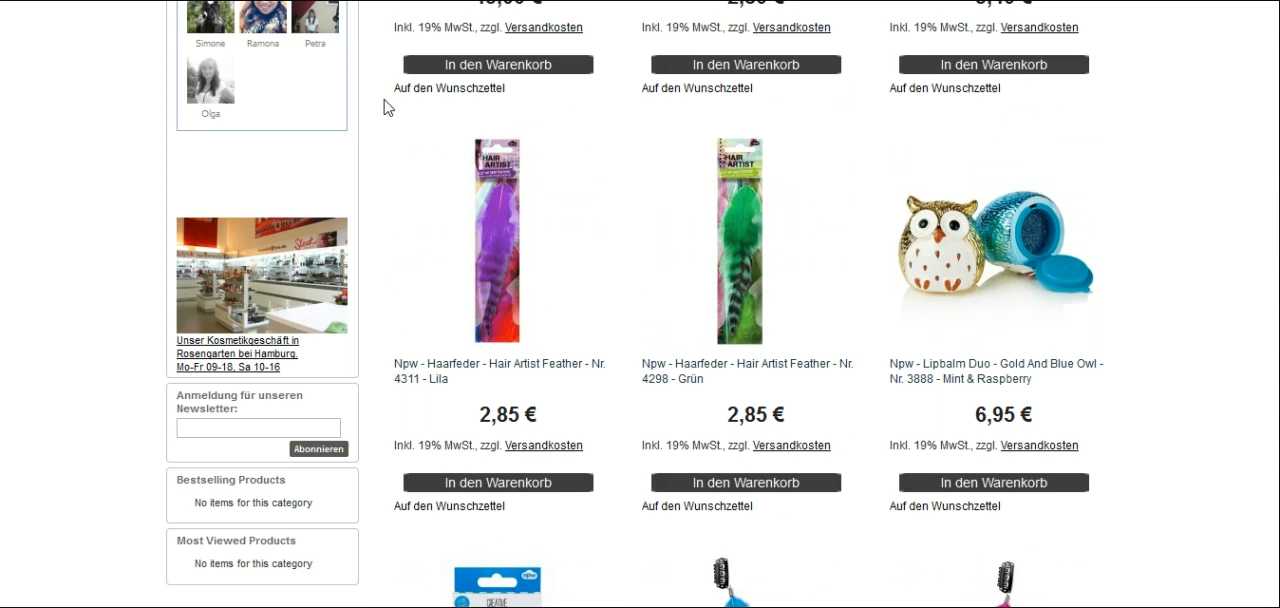 Simone
Ramona
Petra
Olga
Sleek
Unser Kosmetikgeschäft in
Rosengarten bei Hamburg.
Mo-Fr 09-18, Sa 10-16
Anmeldung für unseren
Newsletter:
Abonnieren
Bestselling Products
No items for this category
Most Viewed Products
No items for this category
Inkl. 19% MwSt., zzgl. Versandkosten
In den Warenkorb
Auf den Wunschzettel
Inkl. 19% MwSt., zzgl. Versandkosten
In den Warenkorb
Auf den Wunschzettel
Inkl. 19% MwSt., zzgl. Versandkosten
In den Warenkorb
Auf den Wunschzettel
HAIR
ARTIST
Npw - Haarfeder - Hair Artist Feather - Nr.
4311 - Lila
2,85 €
Inkl. 19% MwSt., zzgl. Versandkosten
In den Warenkorb
Auf den Wunschzettel
HAIR
ARTIST
Npw - Haarfeder - Hair Artist Feather - Nr.
4298 - Grün
2,85 €
Inkl. 19% MwSt., zzgl. Versandkosten
In den Warenkorb
Auf den Wunschzettel
Npw - Lipbalm Duo - Gold And Blue Owl -
Nr. 3888 - Mint & Raspberry
6,95 €
Inkl. 19% MwSt., zzgl. Versandkosten
In den Warenkorb
Auf den Wunschzettel
npw
CREATIVE